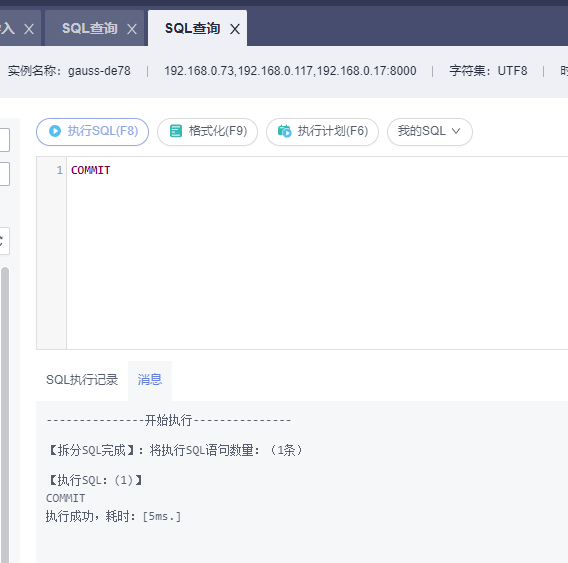 入 SQL查询 SQL查询
实例名称：gauss-de78 192.168.0.73,192.168.0.117,192.168.0.17:8000 字符集：UTF8 时
执行SQL(F8) 格式化(F9) 执行计划(F6) 我的SQL
1 COMMIT
SQL执行记录 消息
---------------开始执行---------------
【拆分SQL完成】：将执行SQL语句数量：（1条）
【执行SQL：(1)】
COMMIT
执行成功，耗时：[5ms.]